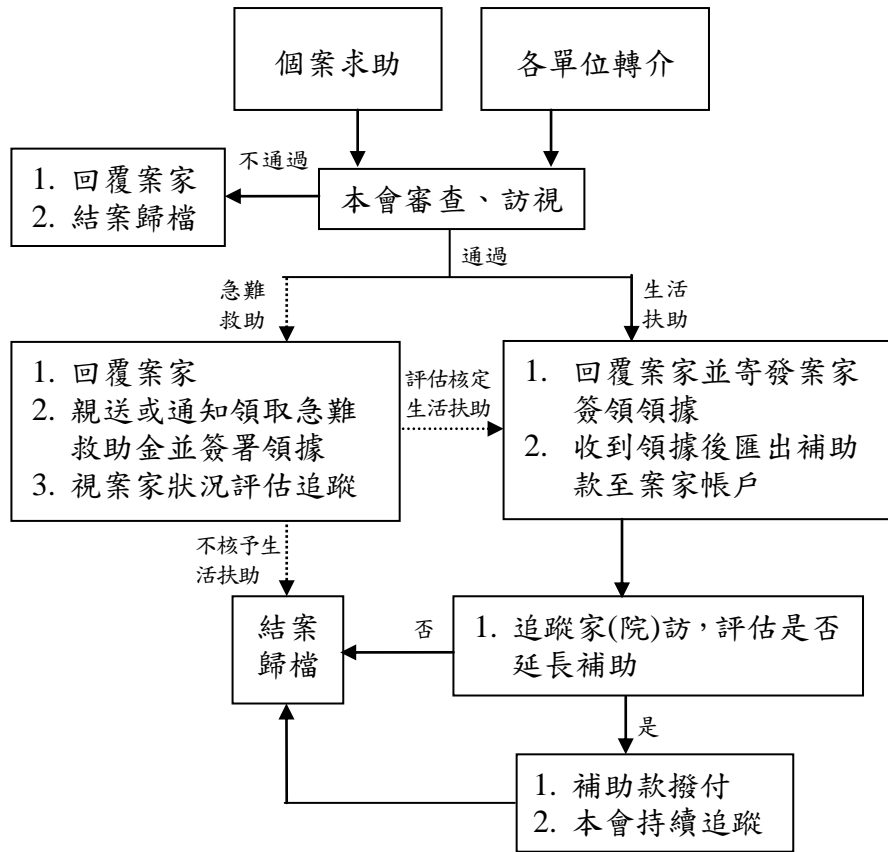 個案求助
各單位轉介
不通過
1. 回覆案家
2. 結案歸檔
本會審查、訪視
通過
急難
救助
生活
扶助
1. 回覆案家
2. 親送或通知領取急難
救助金並簽署領據
3. 視案家狀況評估追蹤
評估核定
生活扶助
1. 回覆案家並寄發案家
簽領領據
2. 收到領據後匯出補助
款至案家帳戶
不核予生
活扶助
結案
歸檔
否
1. 追蹤家(院)訪，評估是否
延長補助
是
1. 補助款撥付
2. 本會持續追蹤